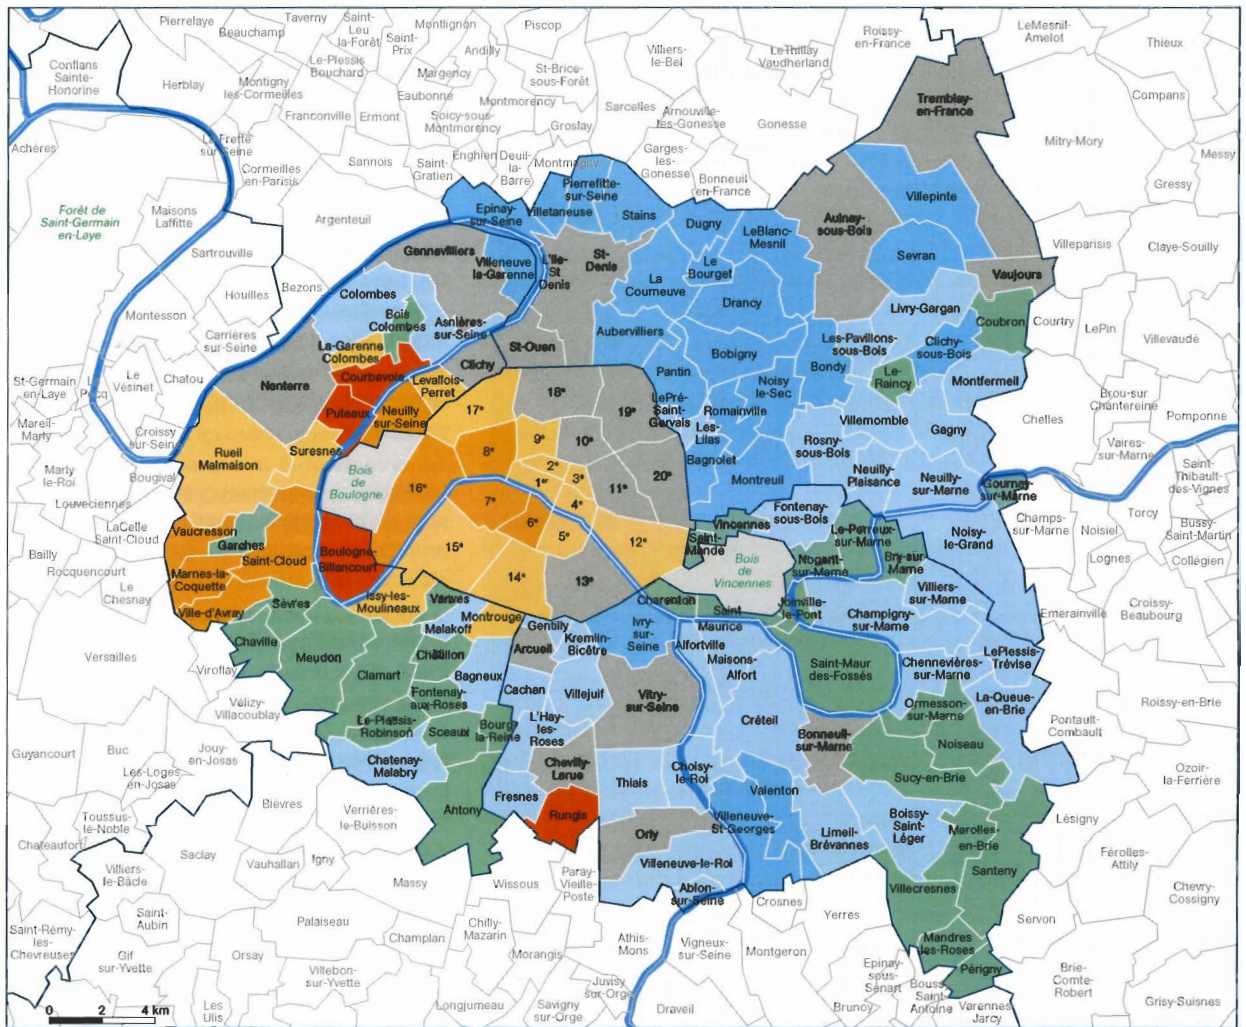 Pierrelaye
Taverny
Beauchamp
Saint-
Leu
la-Forêt
Saint-
Prix
Montlignon
Andilly
Piscop
Villiers-
le-Bel
LeThillay
Vaudherland
Roissy
-en-France
LeMesnil-
Amelot
Thieux
Conflans
Sainte-
Honorine
Herblay
Montigny
les-Cormeilles
Le-Plessis
Bouchard
Margency
Eaubonne
St-Brice
-sous-Forêt
Montmorency
Sarcelles
Arnouville
-les-Gonesse
Gonesse
Tremblay-
en-France
Compans
Franconville
Ermont
Soicy-sous-
Montmorency
Groslay
Garges-
les-
Gonesse
Mitry-Mory
Messy
Achères
La Frette
sur Seine
Cormeilles
en-Parisis
Sannois
Saint-
Gratien
Enghien
Deuil-
la-
Barre
Montmagny
Bonneuil
en-France
Gressy
Forêt de
Saint-Germain
en-Laye
Maisons
Laffitte
Argenteuil
Epinay-
sur-Seine
Villetaneuse
Pierrefitte-
sur-Seine
Stains
Dugny
LeBlanc-
Mesnil
Aulnay-
sous-Bois
Villepinte
Villeparisis
Claye-Souilly
Sartrouville
Gennevilliers
Villeneuve
la-Garenne
L'Ile-
St
Denis
St-
Denis
La
Courneuve
Le
Bourget
Sevran
Vaujours
Houilles
Bezons
Colombes
Bois
Colombes
Asnières-
sur-Seine
Drancy
Livry-Gargan
Coubron
Courtry
LePin
Villevaudé
Montesson
Carrières
sur-Seine
La-Garenne
Colombes
St-Ouen
Aubervilliers
Bobigny
Les-Pavillons-
sous-Bois
Clichy-
sous-Bois
St-Germain
en-Laye
Le
Pecq
Le
Vésinet
Chatou
Nenterre
Courbevoie
Levallois-
Perret
Clichy
Pantin
Noisy
le-Sec
Bondy
Le-
Raincy
Montfermeil
Brou-sur
Chantereine
Pomponne
Mareil-
Marly
Croissy
-sur-Seine
Puteaux
Neuilly
sur-Seine
17e
18e
19e
LePré-
Saint-
Gervais
Romainville
Les-
Lilas
Villemomble
Gagny
Chelles
Vaires-
sur-Marne
Rueil
Malmaison
Suresnes
8e
9e
10e
2e
1er
3e
20e
Bagnolet
Rosny-
sous-Bois
Marly
le-Roi
Bougival
Louveciennes
Bois
de
Boulogne
16e
7e
11e
4e
Montreuil
Neuilly-
Plaisance
Neuilly-
sur-Marne
Gournay-
sur-Marne
Saint-
Thibault-
des-Vignes
LaCelle
Saint-Cloud
Vaucresson
Garches
Saint-Cloud
6e
5e
12e
Vincennes
Fontenay-
sous-Bois
Le-Perreux-
sur-Marne
Noisy-
le-Grand
Champs-
sur-Marne
Noisiel
Torcy
Bussy-
Saint-Martin
Bailly
Rocquencourt
Le
Chesnay
Marnes-la-
Coquette
Boulogne-
Billancourt
15e
14e
13e
Saint-
Mandé
Bois
de
Vincennes
Nogent-
sur-Marne
Bry-sur-
Marne
Lognes
Collégien
Ville-d'Avray
Sèvres
Issy-les-
Moulineaux
Vanves
Malakoff
Montrouge
Charenton
Saint
Maurice
Joinville-
le-Pont
Villiers-
sur-Marne
Champigny-
sur-Marne
Emerainville
Croissy-
Beaubourg
Versailles
Viroflay
Chaville
Meudon
Clamart
Châtillon
Bagneux
Gentilly
Arcueil
Kremlin-
Bicêtre
Ivry-
sur-
Seine
Alfortville
Maisons-
Alfort
Saint-Maur
des-Fossés
Chennevières-
sur-Marne
LePlessis-
Trévise
Vélizy-
Villacoublay
Fontenay-
aux-Roses
Cachan
Villejuif
Vitry-
sur-Seine
Ormesson-
sur-Marne
La-Queue-
en-Brie
Roissy-en-Brie
Le-Plessis-
Robinson
Sceaux
Bourg-
la-Reine
L'Hay-
les-
Roses
Créteil
Bonneuil-
sur-Marne
Noiseau
Pontault-
Combault
Guyancourt
Buc
Jouy-
en-Josas
Les-Loges
en-Josas
Chatenay-
Malabry
Chevilly-
Larue
Thiais
Choisy-
le-Roi
Sucy-en-Brie
Ozoir-
la-Ferrière
Toussus-
le-Noble
Bièvres
Verrières-
le-Buisson
Antony
Fresnes
Rungis
Valenton
Villeneuve-
St-Georges
Limeil-
Brévannes
Boissy-
Saint-
Léger
Marolles-
en-Brie
Lésigny
Chateaufort
Villiers-
le-Bâcle
Saclay
Vauhallan
Igny
Massy
Wissous
Paray-
Vieille-
Poste
Orly
Villeneuve-le-Roi
Ablon-
sur-Seine
Crosnes
Yerres
Villecresnes
Santeny
Férolles-
Attily
Chevry-
Cossigny
Saint-Rémy-
les-
Chevreuse
Saint-
Aubin
Gif
sur-Yvette
Orsay
Palaiseau
Champlan
Chilly-
Mazarin
Morangis
Athis-
Mons
Vigneux-
sur-Seine
Montgeron
Mandres
les-Roses
Périgny
Servon
Villebon-
sur-Yvette
Les
Ulis
Longjumeau
Savigny
sur-Orge
Juvisy
sur-Orge
Draveil
Epinay-
sous-
Sénart
Brunoy
Bouss
Saint-
Antoine
Varennes
Jarcy
Brie-
Comte-
Robert
Grisy-Suisnes
0 2 4 km